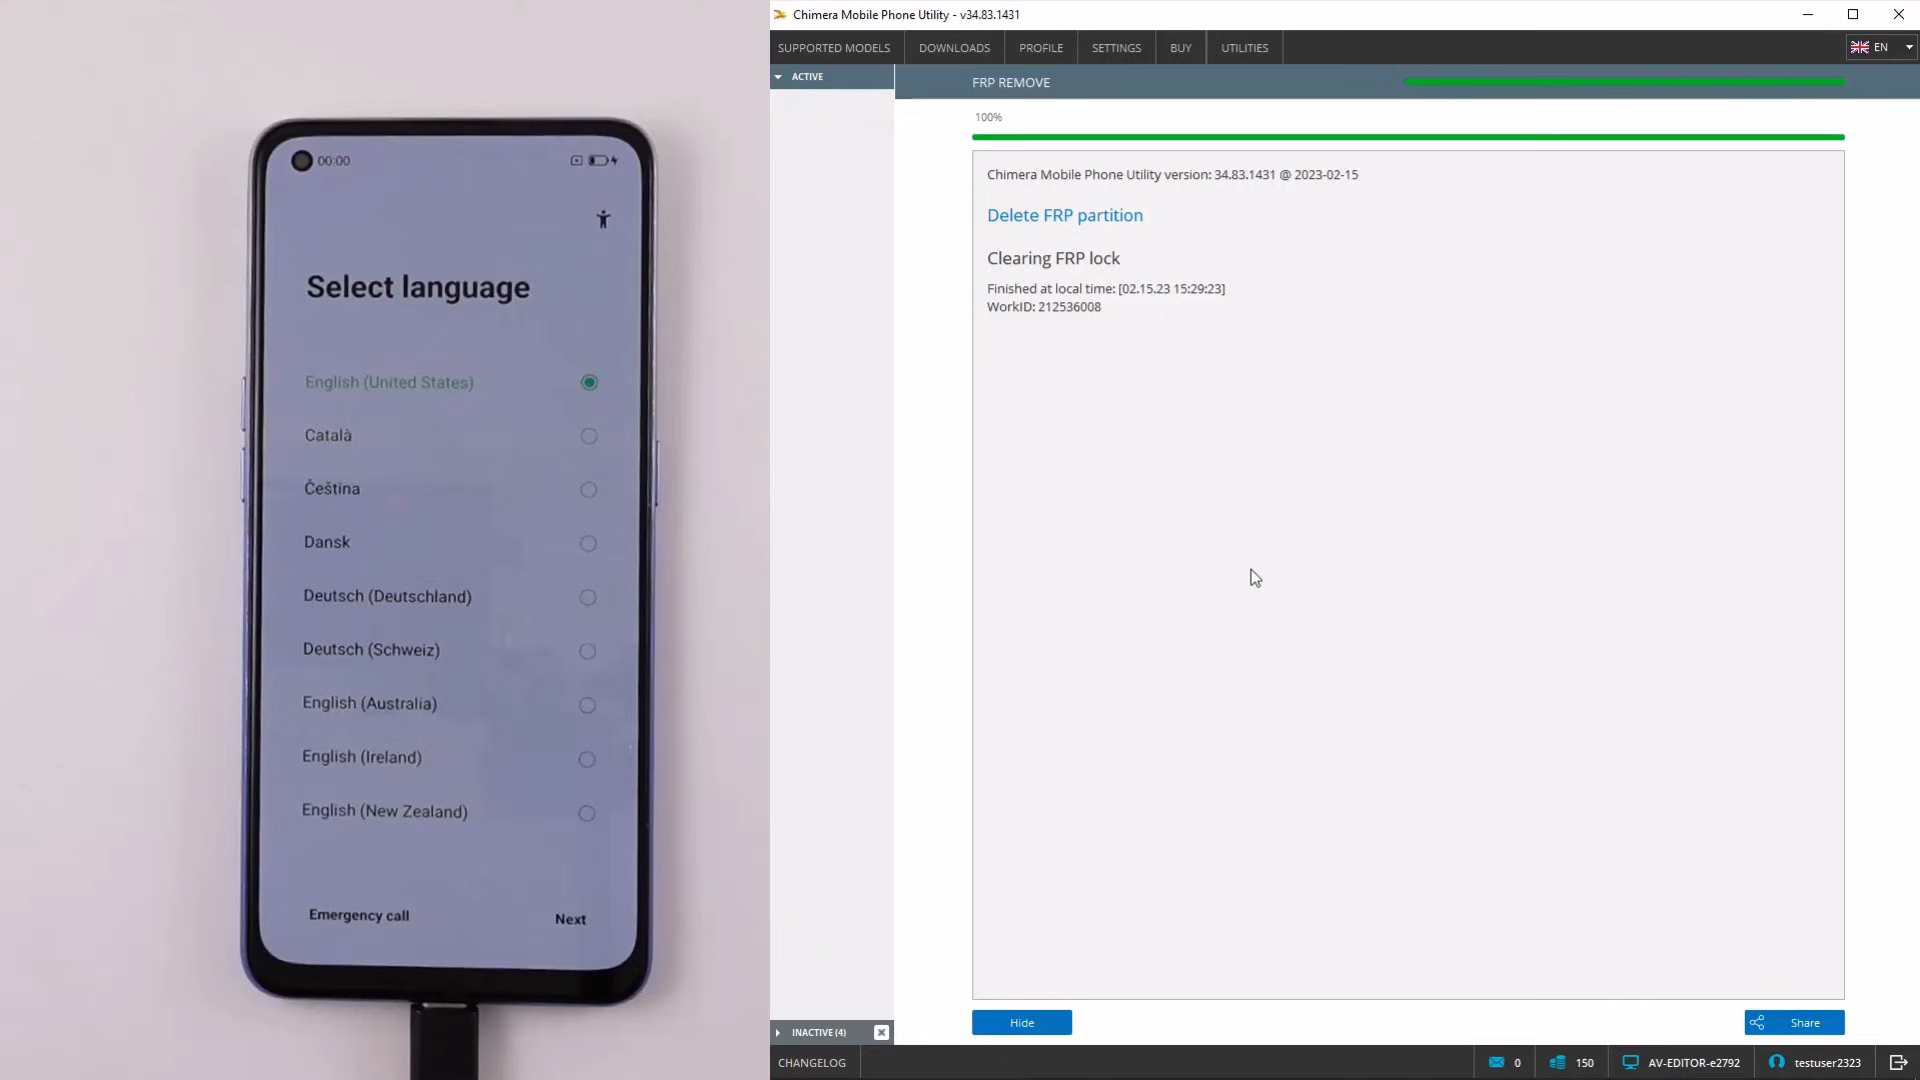 00:00
Select language
English (United States)
Català
Čeština
Dansk
Deutsch (Deutschland)
Deutsch (Schweiz)
English (Australia)
English (Ireland)
English (New Zealand)
Emergency call
Next
Chimera Mobile Phone Utility - v34.83.1431
SUPPORTED MODELS
DOWNLOADS
PROFILE
SETTINGS
BUY
UTILITIES
EN
ACTIVE
FRP REMOVE
100%
Chimera Mobile Phone Utility version: 34.83.1431 @ 2023-02-15
Delete FRP partition
Clearing FRP lock
Finished at local time: [02.15.23 15:29:23]
WorkID: 212536008
Hide
Share
INACTIVE (4)
CHANGELOG
0
150
AV-EDITOR-e2792
testuser2323